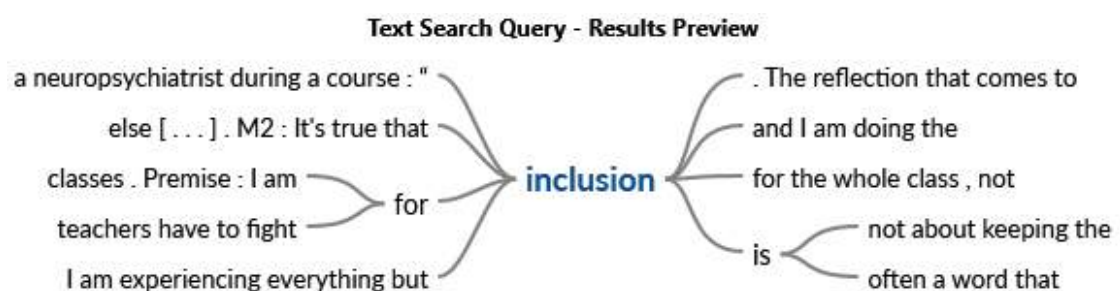 Text Search Query - Results Preview
a neuropsychiatrist during a course : "
else [ . . . ] . M2 : It's true that
classes . Premise : I am
teachers have to fight
for
I am experiencing everything but
inclusion
. The reflection that comes to
and I am doing the
for the whole class , not
is
not about keeping the
often a word that